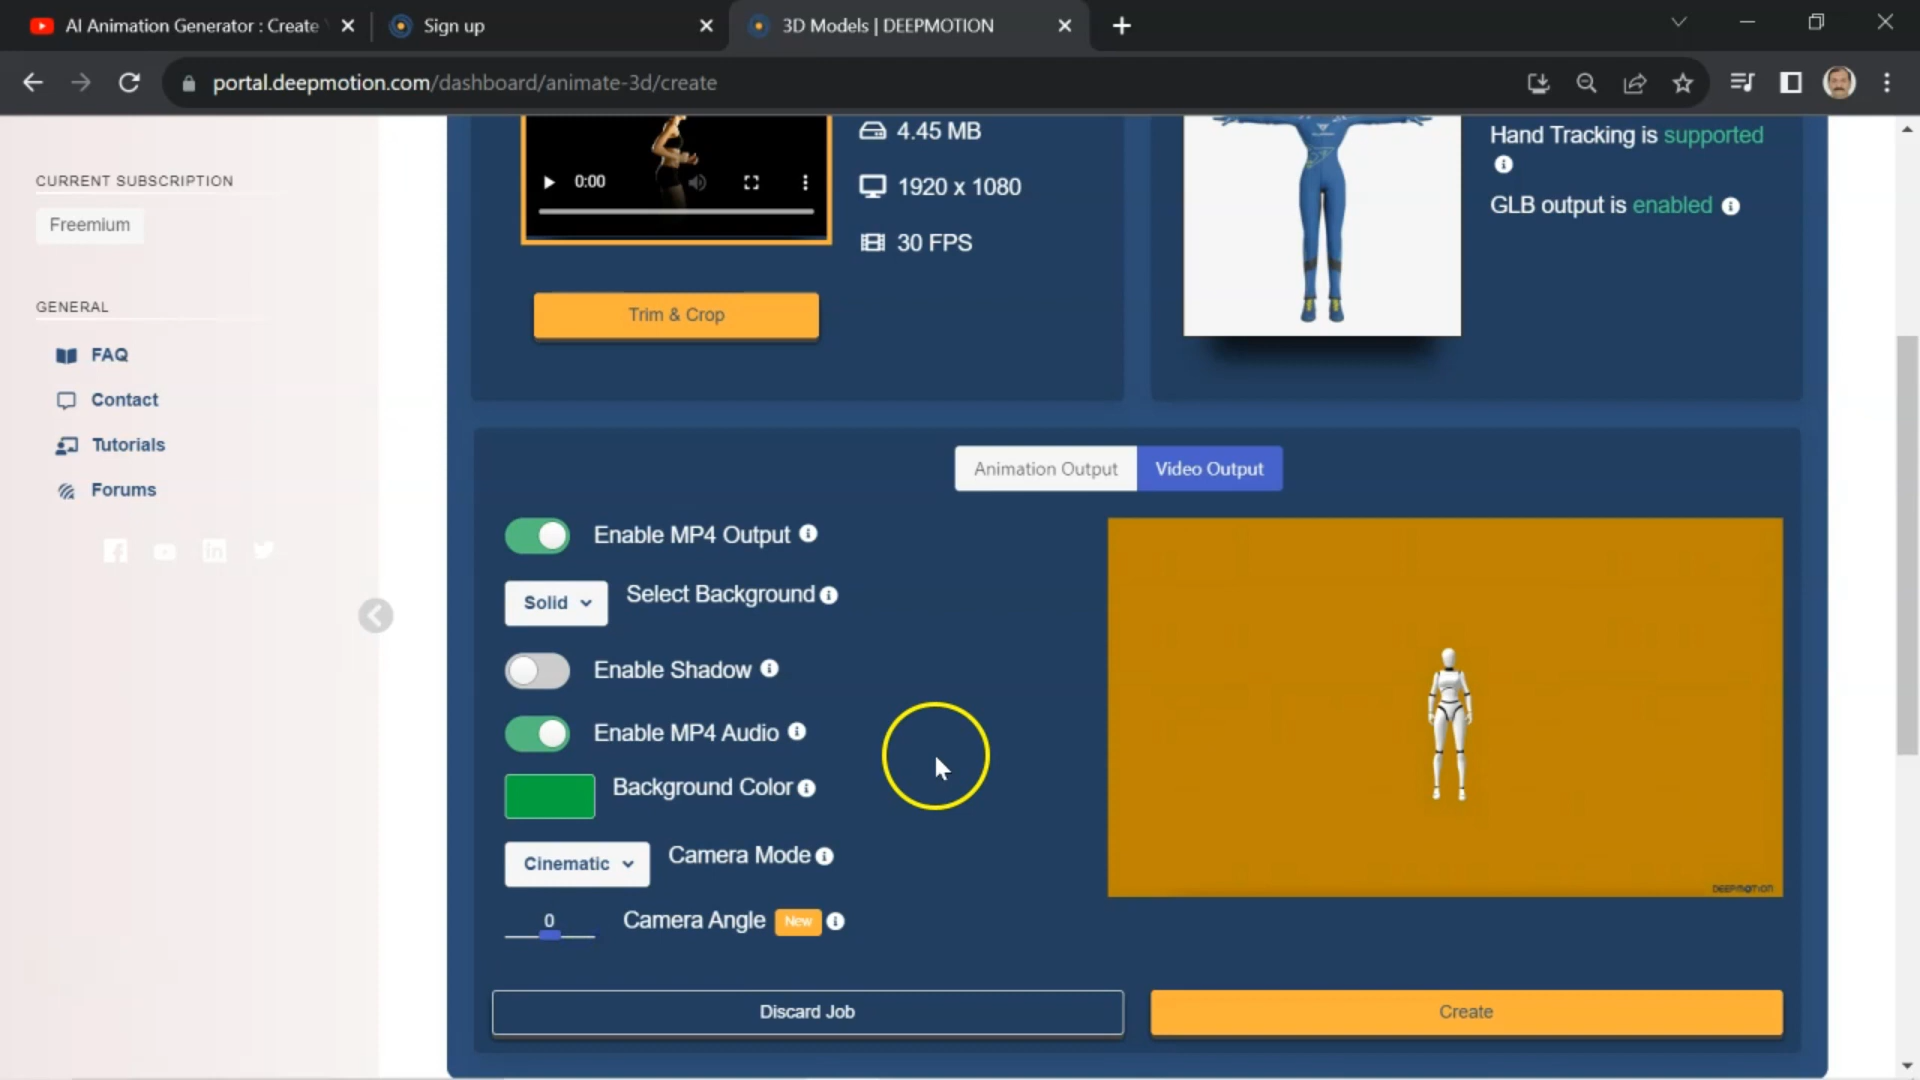 AI Animation Generator : Create
Sign up
3D Models | DEEPMOTION
portal.deepmotion.com/dashboard/animate-3d/create
CURRENT SUBSCRIPTION
Freemium
GENERAL
FAQ
Contact
Tutorials
Forums
0:00
4.45 MB
1920 x 1080
30 FPS
Trim & Crop
Hand Tracking is supported
GLB output is enabled
Animation Output
Video Output
Enable MP4 Output
Solid
Select Background
Enable Shadow
Enable MP4 Audio
Background Color
Cinematic
Camera Mode
0
Camera Angle New
DEEPMOTION
Discard Job
Create